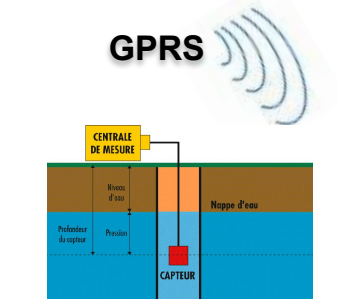 GPRS
CENTRALE
DE MESURE
Niveau
d'eau
Nappe d'eau
Profondeur
du capteur
Pression
CAPTEUR